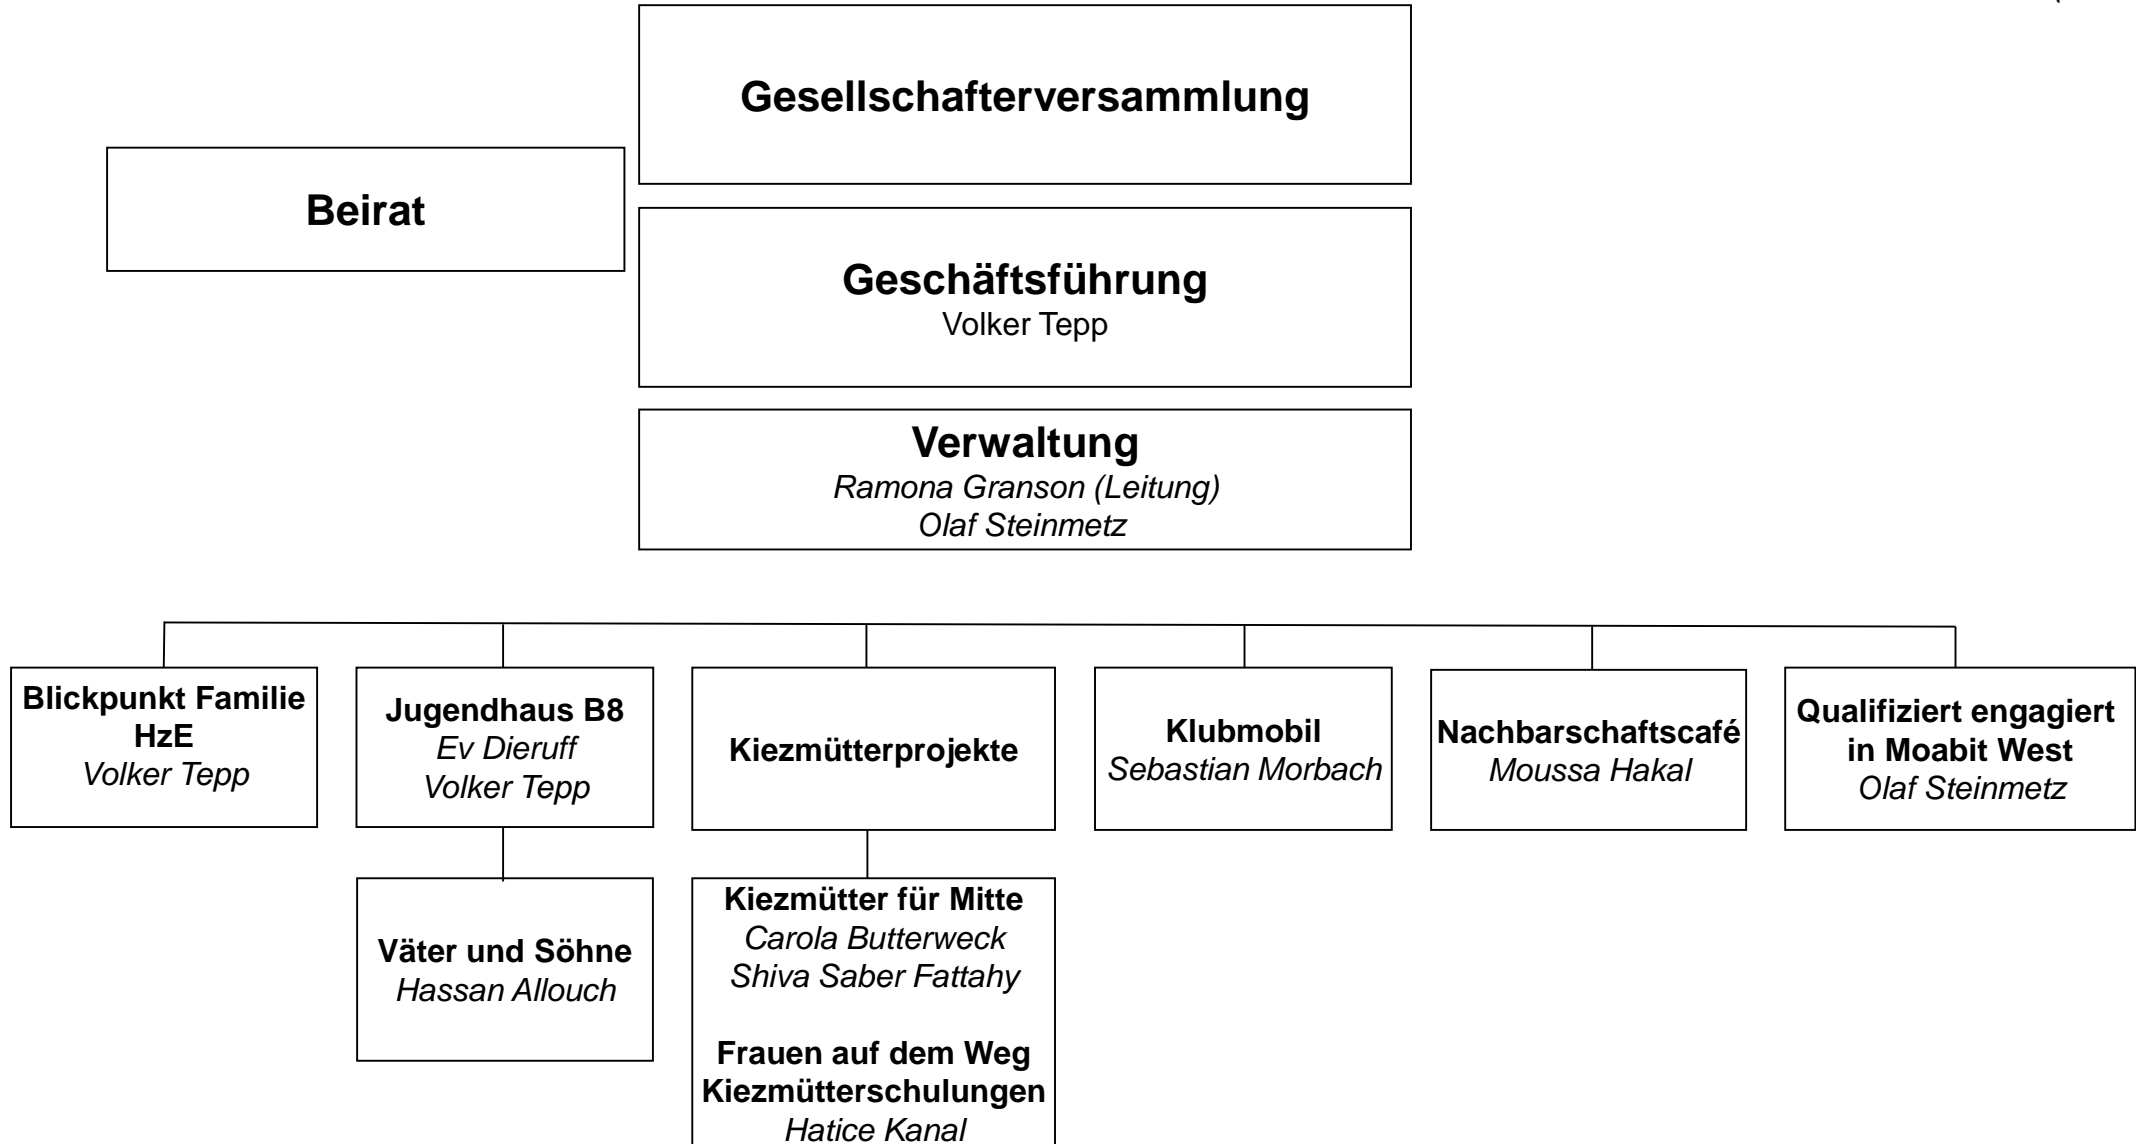 Gesellschafterversammlung
Beirat
Geschäftsführung
Volker Tepp
Verwaltung
Ramona Granson (Leitung)
Olaf Steinmetz
Blickpunkt Familie
HzE
Volker Tepp
Jugendhaus B8
Ev Dieruff
Volker Tepp
Kiezmütterprojekte
Klubmobil
Sebastian Morbach
Nachbarschaftscafé
Moussa Hakal
Qualifiziert engagiert
in Moabit West
Olaf Steinmetz
Väter und Söhne
Hassan Allouch
Kiezmütter für Mitte
Carola Butterweck
Shiva Saber Fattahy
Frauen auf dem Weg
Kiezmütterschulungen
Hatice Kanal